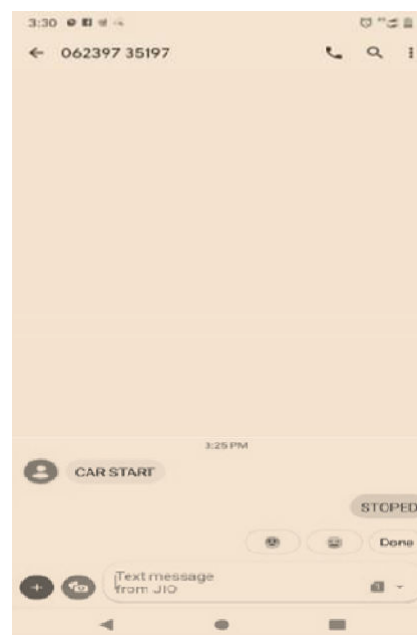 3:30
062397 35197
3:25 PM
CAR START
STOPED
Done
Text message
from JIO